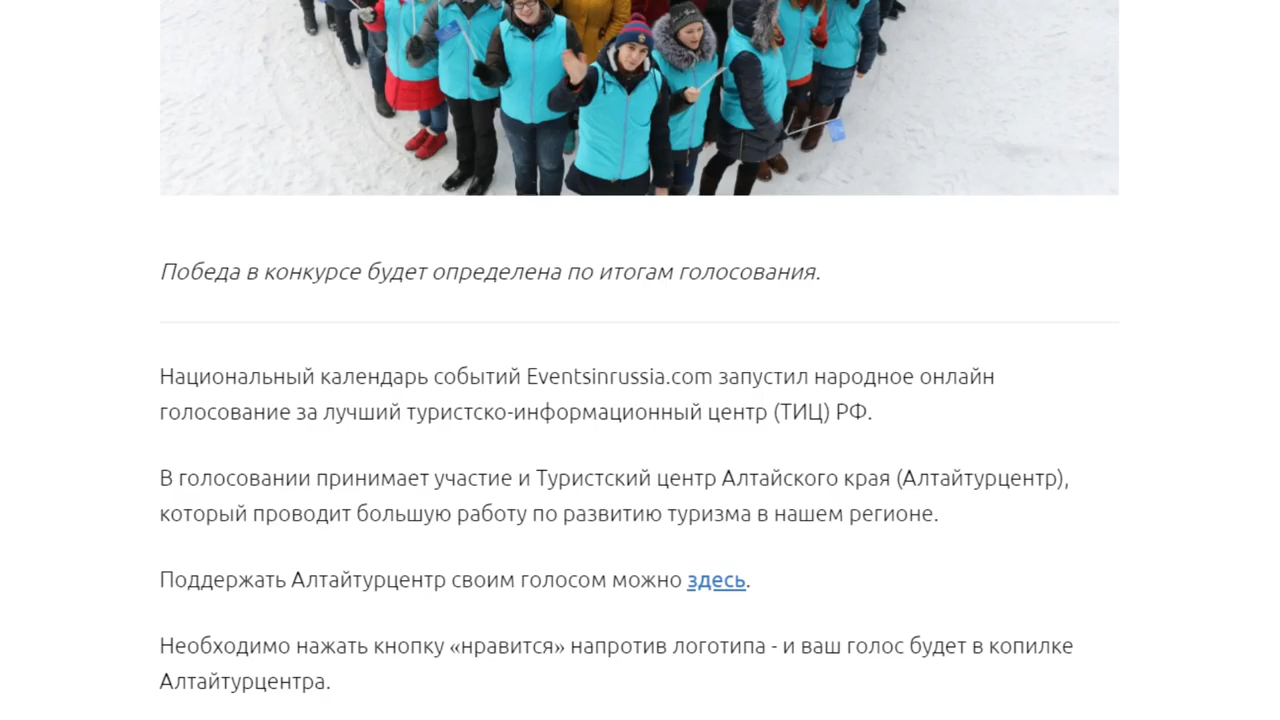 Победа в конкурсе будет определена по итогам голосования.
Национальный календарь событий Eventsinrussia.com запустил народное онлайн
голосование за лучший туристско-информационный центр (ТИЦ) РФ.
В голосовании принимает участие и Туристский центр Алтайского края (Алтайтурцентр),
который проводит большую работу по развитию туризма в нашем регионе.
Поддержать Алтайтурцентр своим голосом можно здесь.
Необходимо нажать кнопку «нравится» напротив логотипа - и ваш голос будет в копилке
Алтайтурцентра.